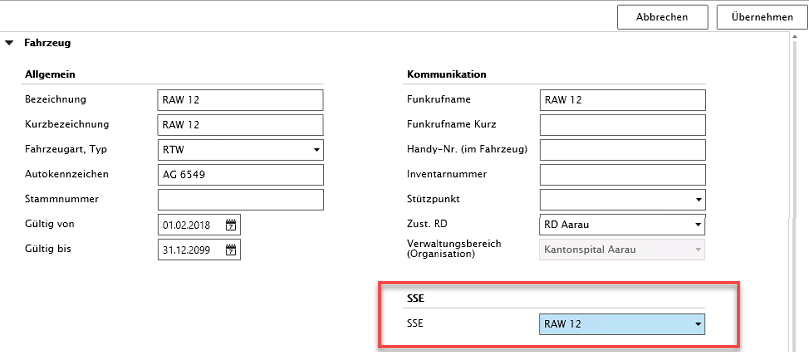 Abbrechen Übernehmen
Fahrzeug
Allgemein
Bezeichnung RAW 12
Kurzbezeichnung RAW 12
Fahrzeugart, Typ RTW
Autokennzeichen AG 6549
Stammnummer
Gültig von 01.02.2018
Gültig bis 31.12.2099
Kommunikation
Funkrufname RAW 12
Funkrufname Kurz
Handy-Nr. (im Fahrzeug)
Inventarnummer
Stützpunkt
Zust. RD RD Aarau
Verwaltungsbereich
(Organisation) Kantonspital Aarau
SSE
SSE RAW 12